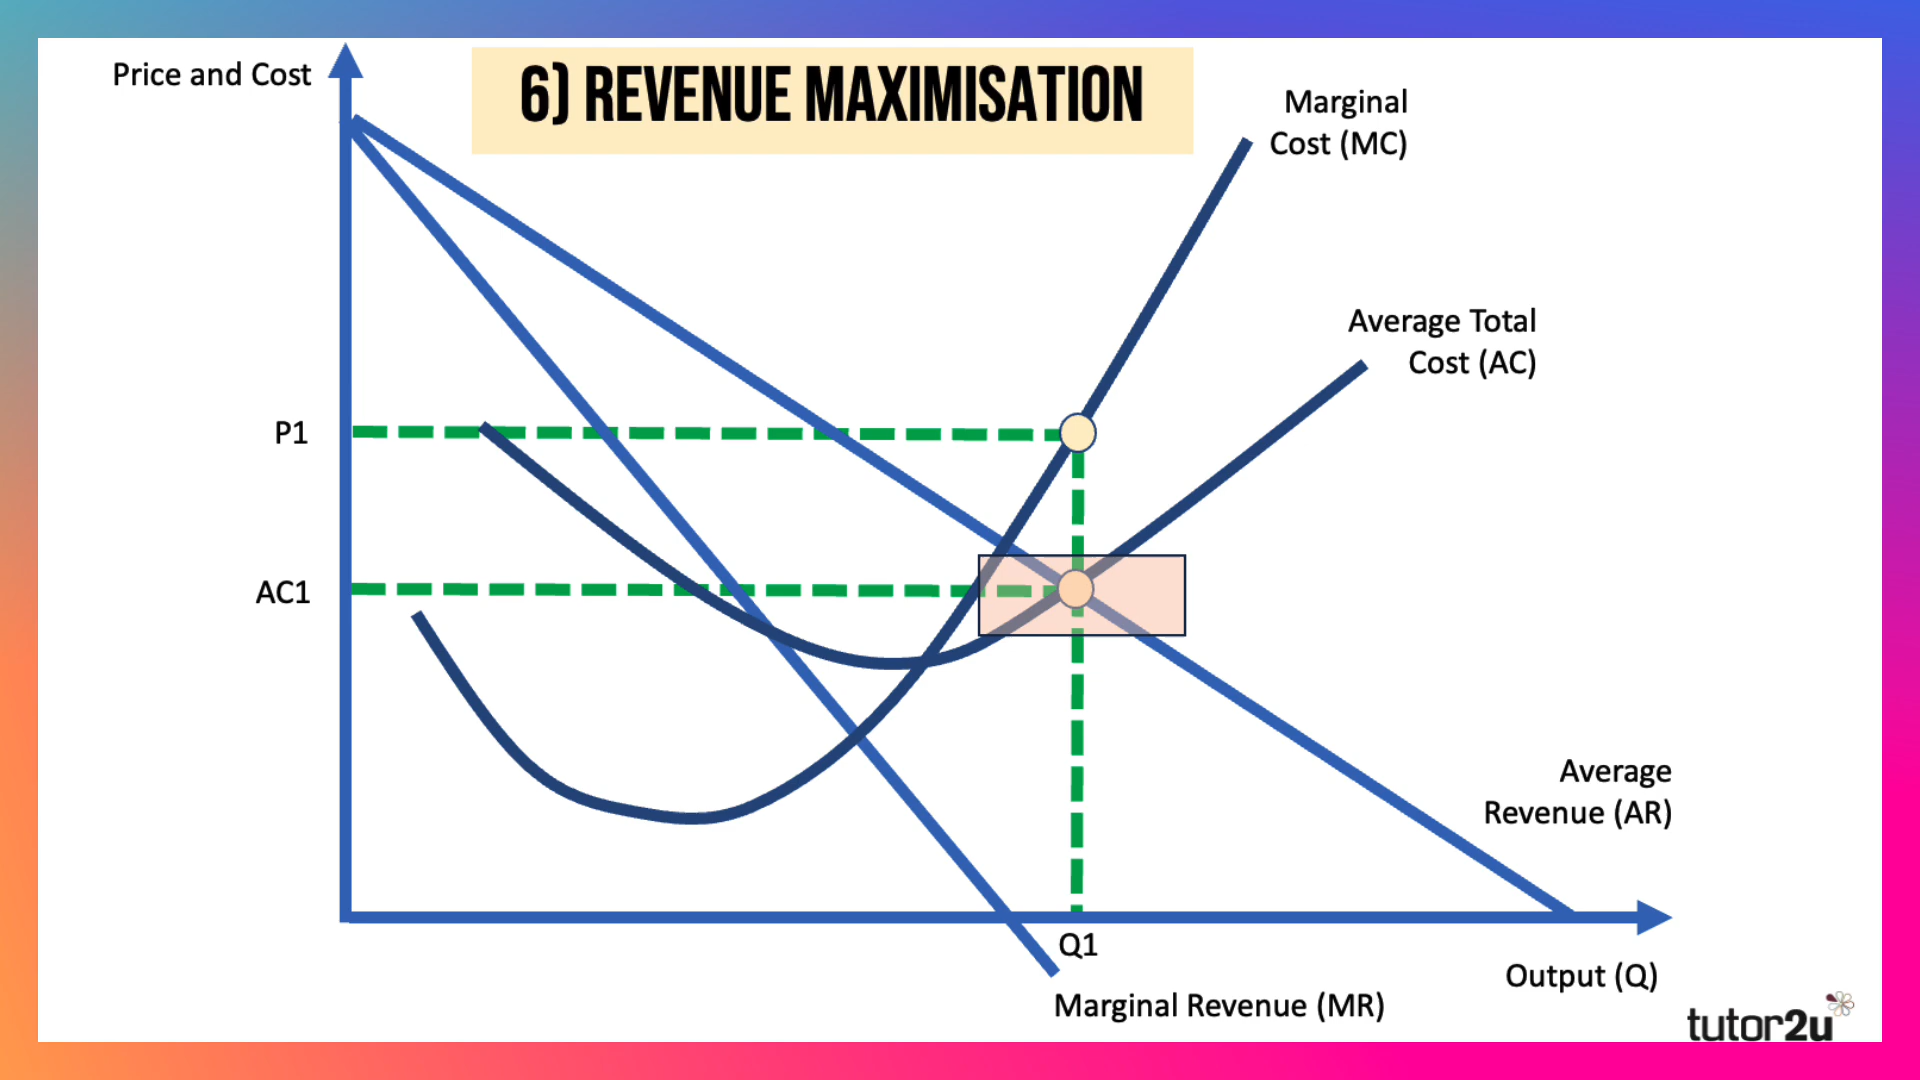 6) REVENUE MAXIMISATION
Price and Cost
Marginal
Cost (MC)
Average Total
Cost (AC)
P1
AC1
Average
Revenue (AR)
Q1
Output (Q)
Marginal Revenue (MR)
tutor2u